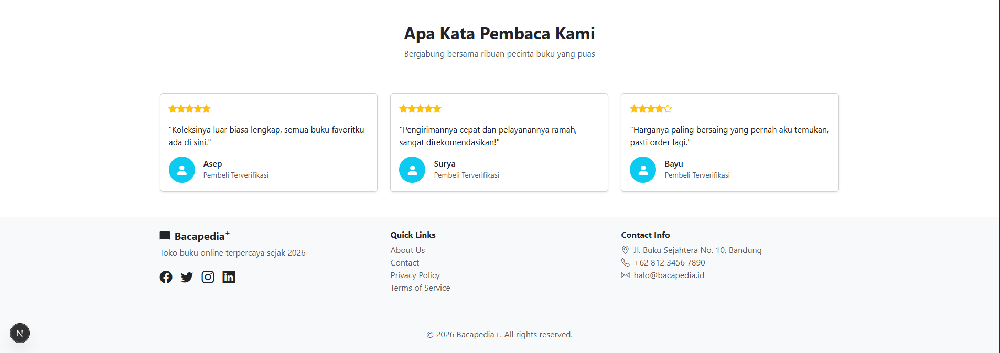 Apa Kata Pembaca Kami
Bergabung bersama ribuan pecinta buku yang puas
"Koleksinya luar biasa lengkap, semua buku favoritku
ada di sini."
Asep
Pembeli Terverifikasi
"Pengirimannya cepat dan pelayanannya ramah,
sangat direkomendasikan!"
Surya
Pembeli Terverifikasi
"Harganya paling bersaing yang pernah aku temukan,
pasti order lagi."
Bayu
Pembeli Terverifikasi
Bacapedia+
Toko buku online terpercaya sejak 2026
Quick Links
About Us
Contact
Privacy Policy
Terms of Service
Contact Info
Jl. Buku Sejahtera No. 10, Bandung
+62 812 3456 7890
halo@bacapedia.id
N
© 2026 Bacapedia+. All rights reserved.